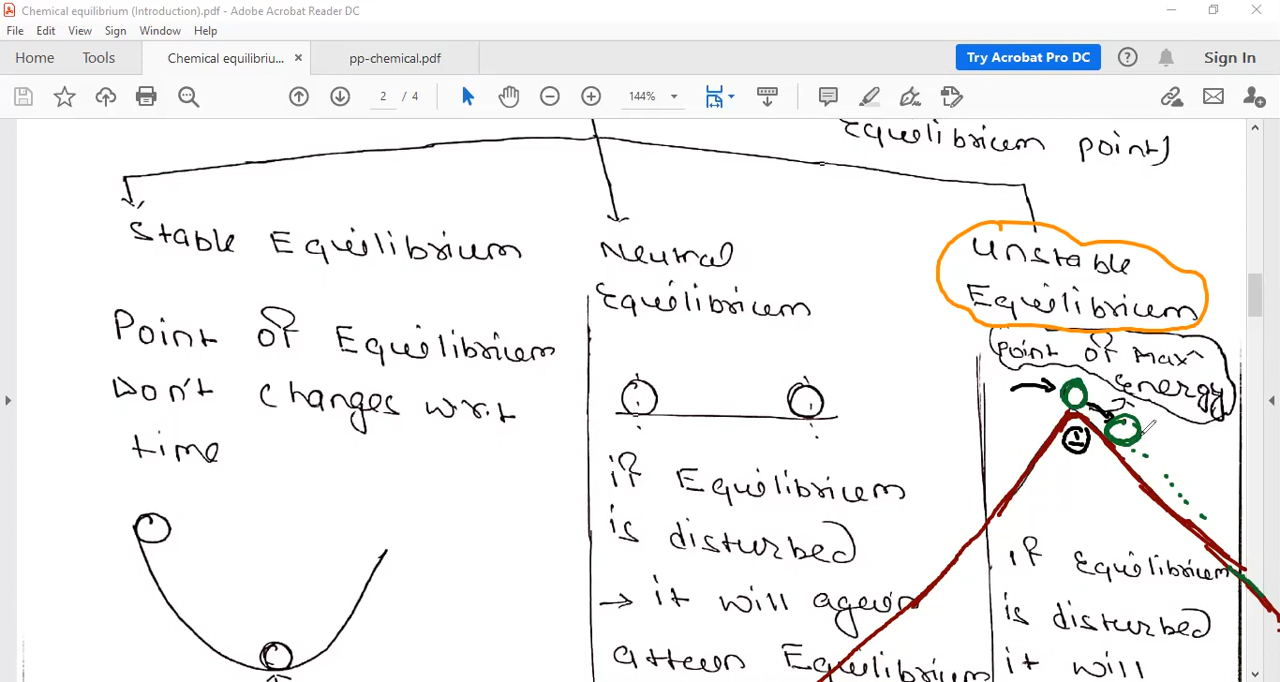 Chemical equilibrium (Introduction).pdf - Adobe Acrobat Reader DC
File Edit View Sign Window Help
Home Tools Chemical equilibriu... × pp-chemical.pdf Try Acrobat Pro DC Sign In
2 / 4 144%
Equilibrium point)
Stable Equilibrium
Point of Equilibrium
Don't changes w.r.t
time
Neutral
Equilibrium
if Equilibrium
is disturbed
→ it will again
atteen Equilibrium
Unstable
Equilibrium
Point of Max^m
Energy
if Equilibrium
is disturbed
it will